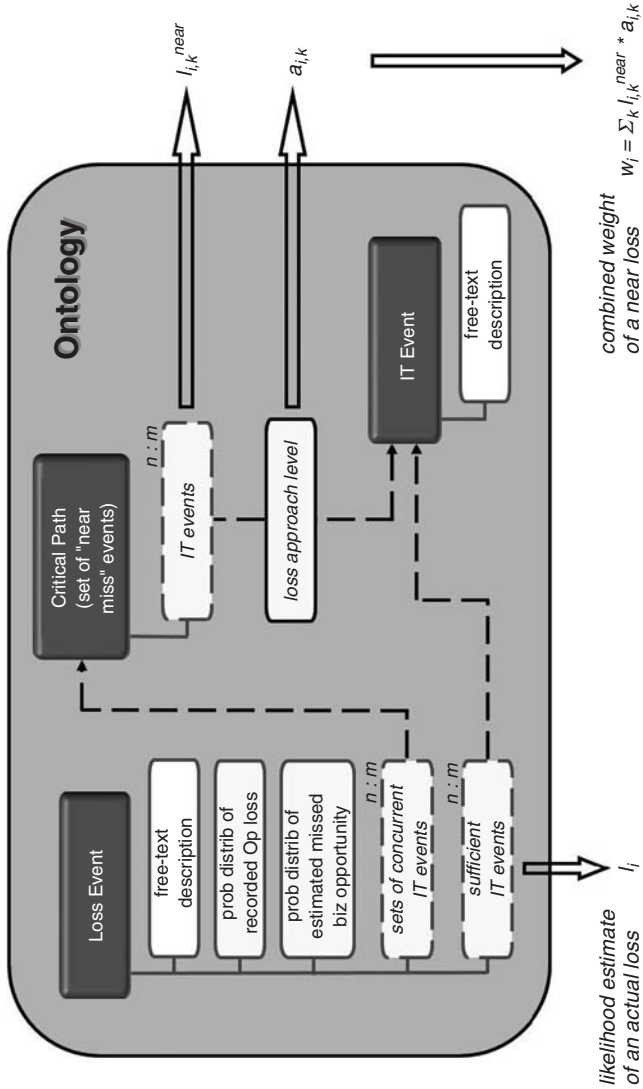 Ontology
Loss Event
free-text
description
prob distrib of
recorded Op loss
prob distrib of
estimated missed
biz opportunity
n : m
sets of concurrent
IT events
n : m
sufficient
IT events
Critical Path
(set of "near
miss" events)
n : m
IT events
loss approach level
IT Event
free-text
description
l_{i,k}^{near}
a_{i,k}
likelihood estimate
of an actual loss
l_i
combined weight
of a near loss
w_i = Σ_k l_{i,k}^{near} * a_{i,k}